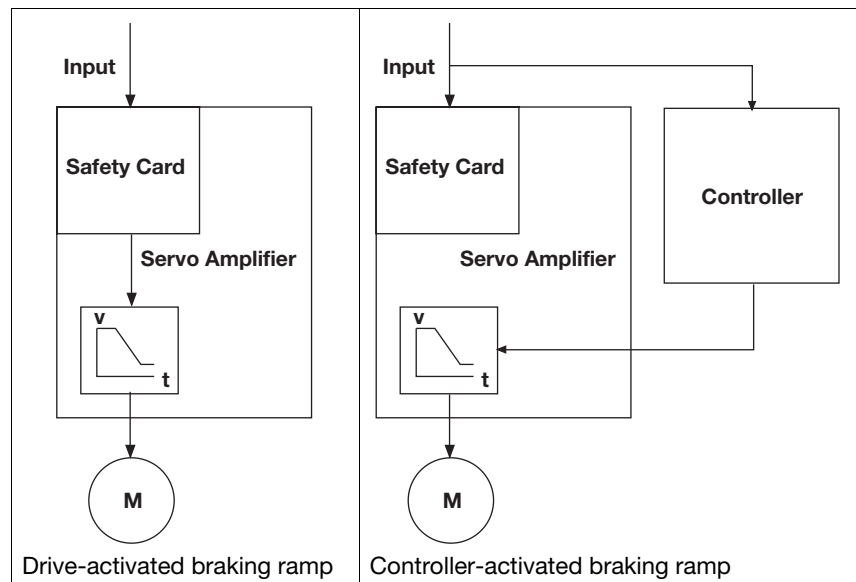 Input
Safety Card
Servo Amplifier
v
t
M
Drive-activated braking ramp
Input
Safety Card
Controller
Servo Amplifier
v
t
M
Controller-activated braking ramp